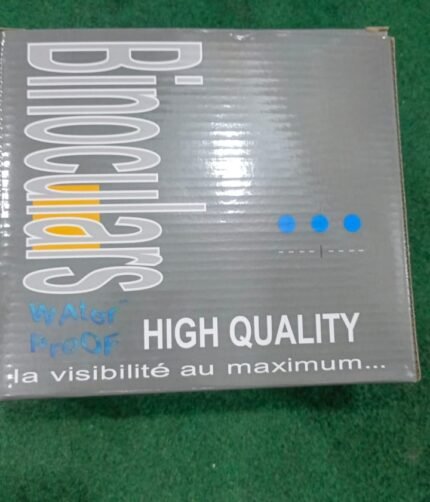 Binoculars
WAter
PrOOF
HIGH QUALITY
la visibilité au maximum...